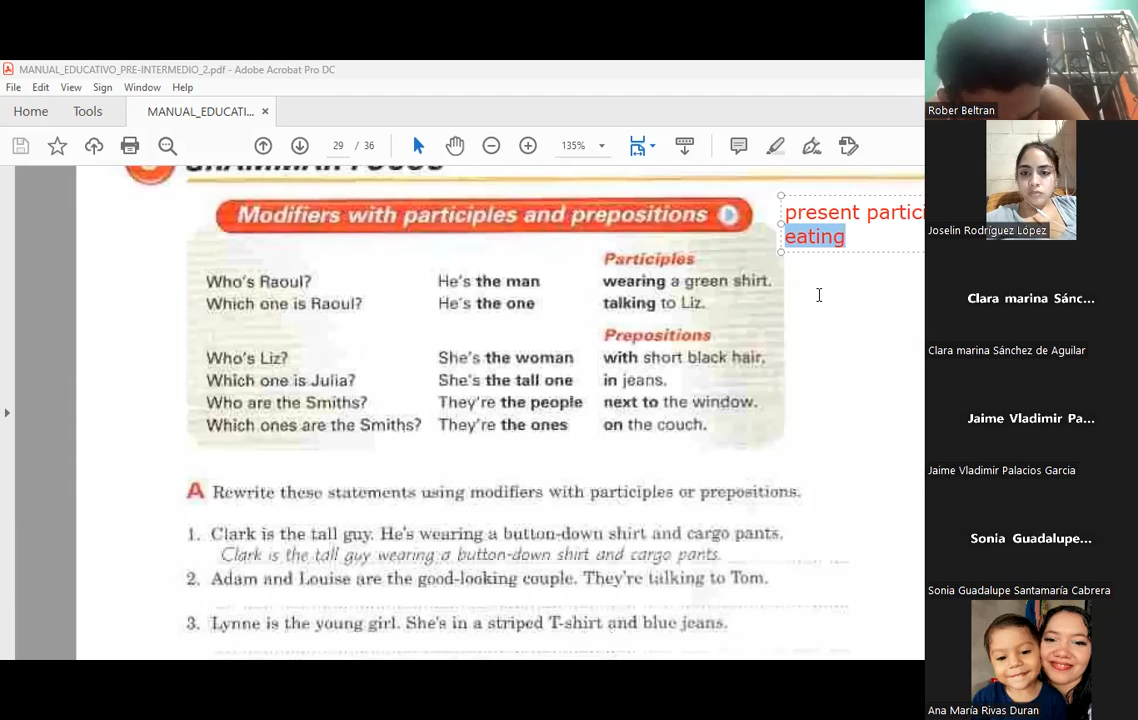 MANUAL_EDUCATIVO_PRE-INTERMEDIO_2.pdf - Adobe Acrobat Pro DC
File Edit View Sign Window Help
Home Tools MANUAL_EDUCATI... ×
29 / 36 135%
GRAMMAR FOCUS
Modifiers with participles and prepositions
present partici
eating
Participles
Who's Raoul? He's the man wearing a green shirt.
Which one is Raoul? He's the one talking to Liz.
Prepositions
Who's Liz? She's the woman with short black hair.
Which one is Julia? She's the tall one in jeans.
Who are the Smiths? They're the people next to the window.
Which ones are the Smiths? They're the ones on the couch.
A Rewrite these statements using modifiers with participles or prepositions.
1. Clark is the tall guy. He's wearing a button-down shirt and cargo pants.
Clark is the tall guy wearing a button-down shirt and cargo pants.
2. Adam and Louise are the good-looking couple. They're talking to Tom.
3. Lynne is the young girl. She's in a striped T-shirt and blue jeans.
Rober Beltran
Joselin Rodríguez López
Clara marina Sánc...
Clara marina Sánchez de Aguilar
Jaime Vladimir Pa...
Jaime Vladimir Palacios Garcia
Sonia Guadalupe...
Sonia Guadalupe Santamaría Cabrera
Ana María Rivas Duran